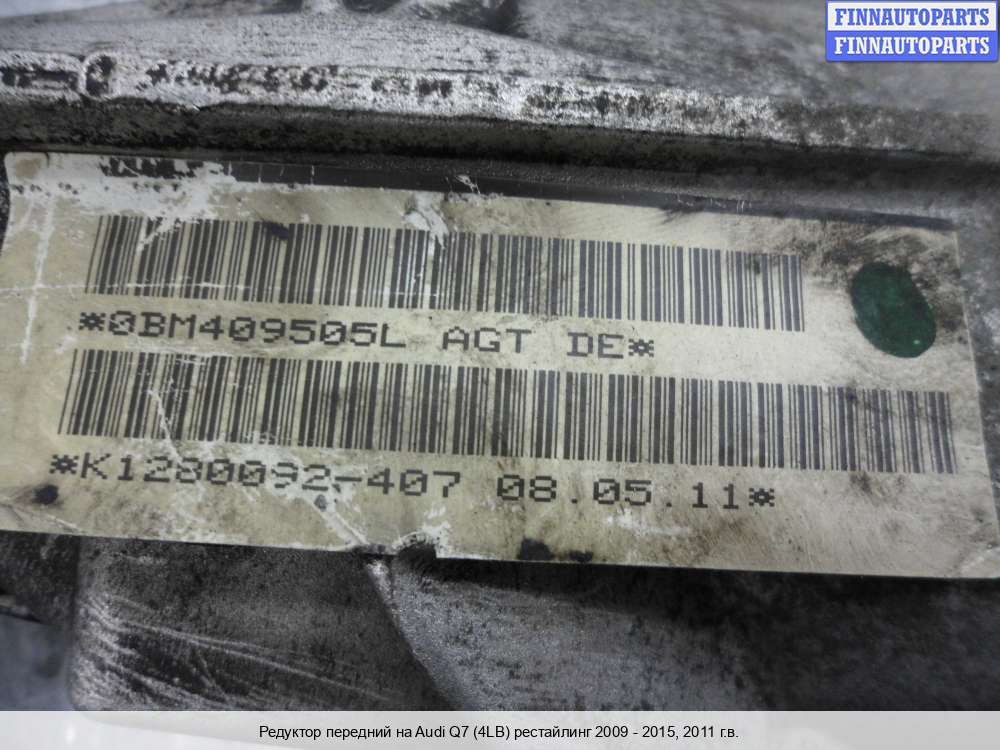 FINNAUTOPARTS
FINNAUTOPARTS
*0BM409505L AGT DE*
*K1280092-407 08.05.11*
Редуктор передний на Audi Q7 (4LB) рестайлинг 2009 - 2015, 2011 г.в.